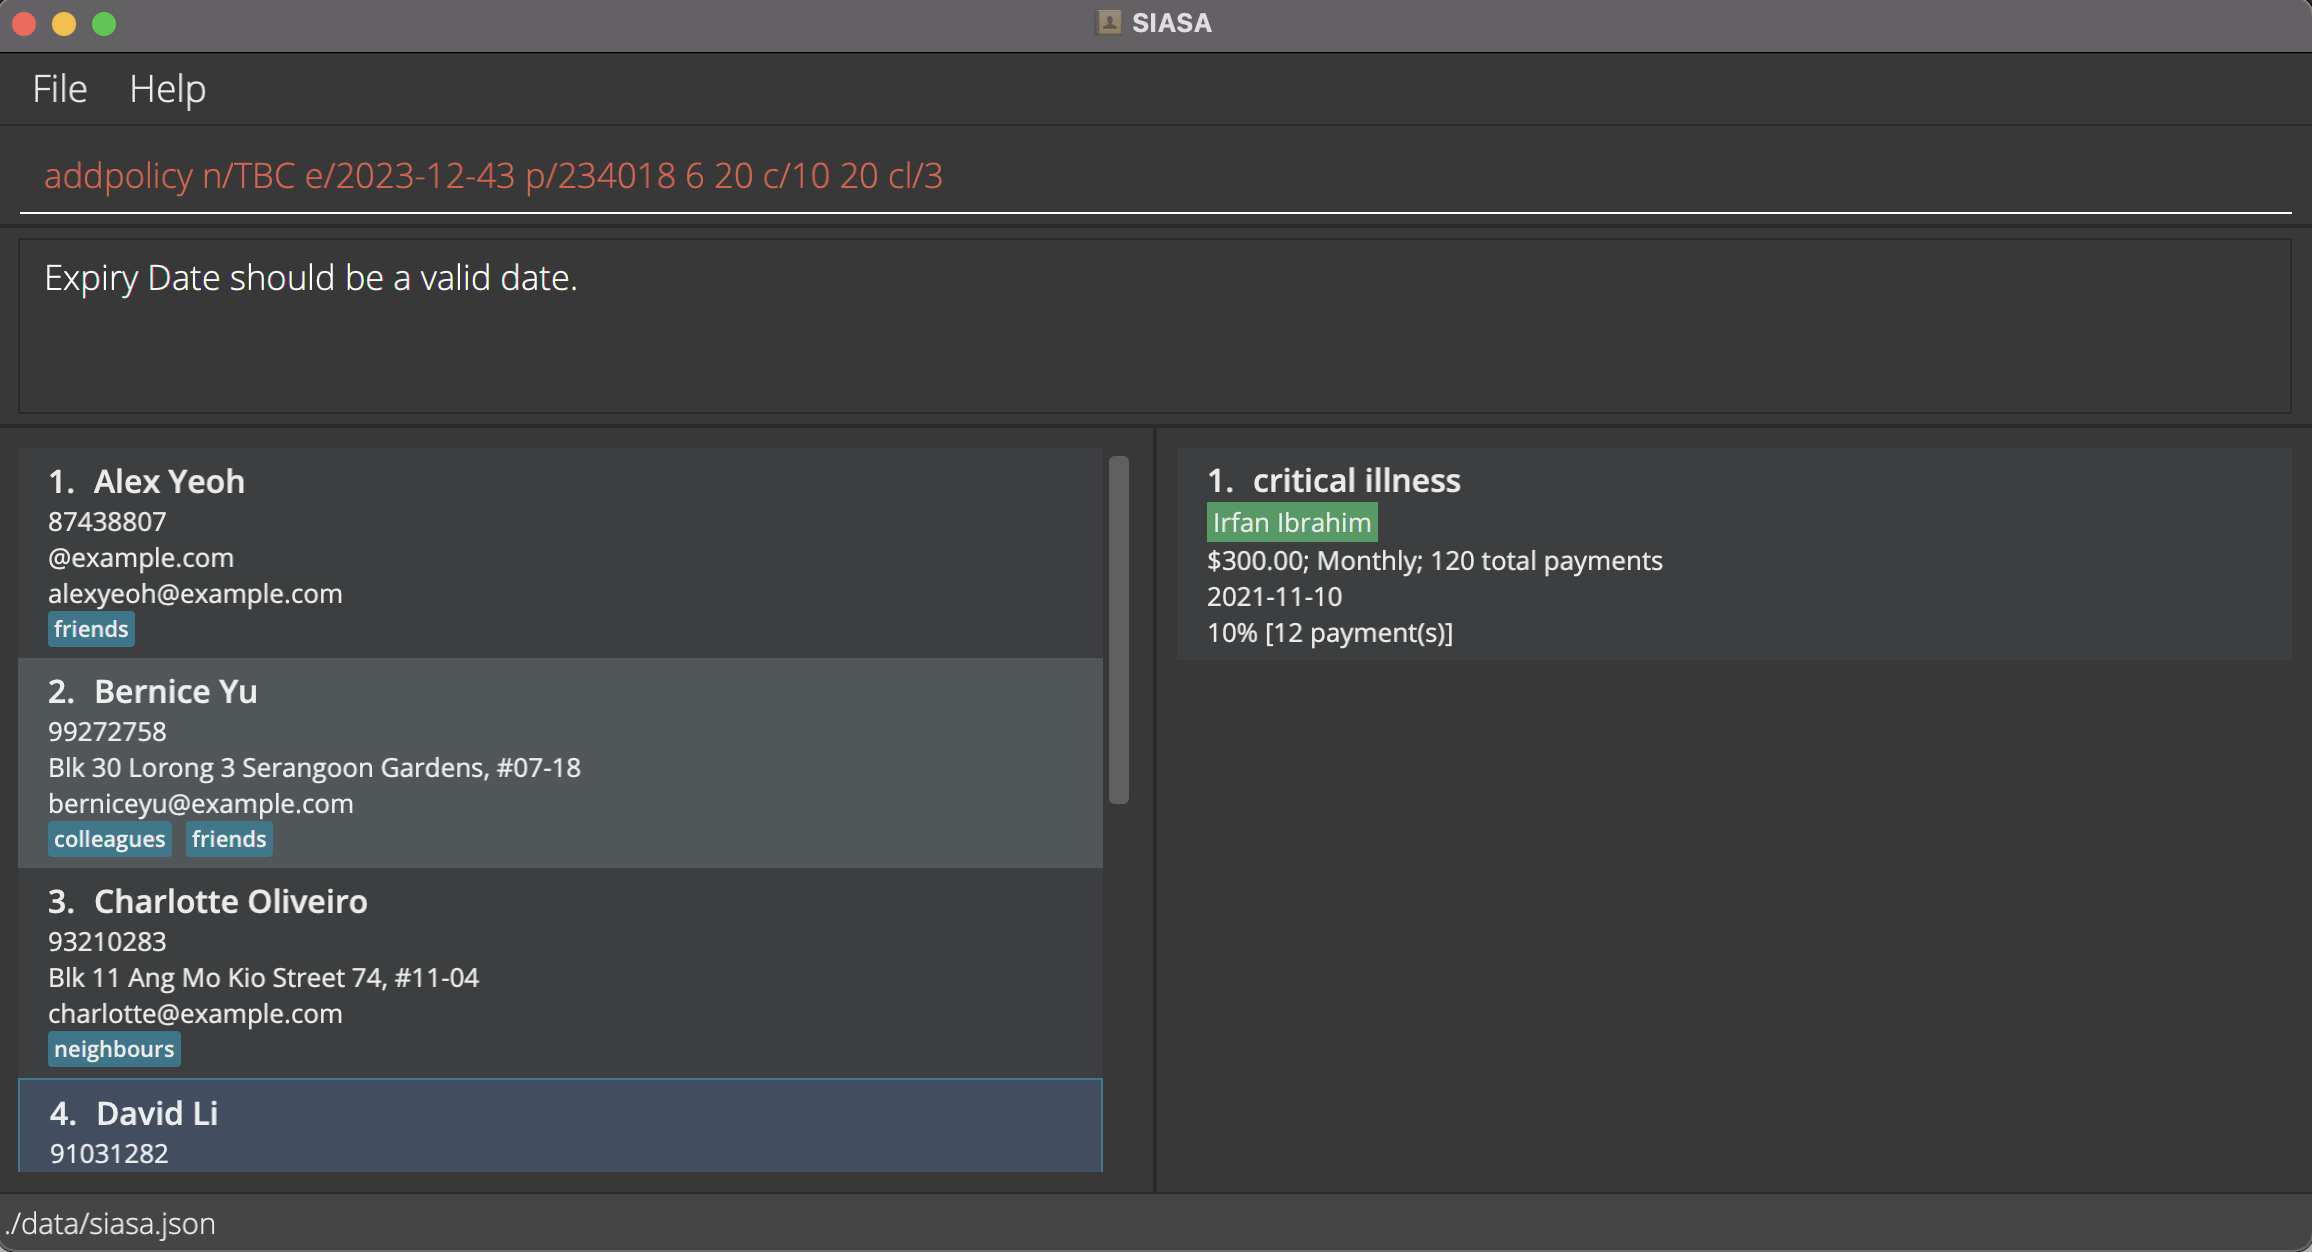 SIASA
File Help
addpolicy n/TBC e/2023-12-43 p/234018 6 20 c/10 20 cl/3
Expiry Date should be a valid date.
1. Alex Yeoh
87438807
@example.com
alexyeoh@example.com
friends
2. Bernice Yu
99272758
Blk 30 Lorong 3 Serangoon Gardens, #07-18
berniceyu@example.com
colleagues friends
3. Charlotte Oliveiro
93210283
Blk 11 Ang Mo Kio Street 74, #11-04
charlotte@example.com
neighbours
4. David Li
91031282
1. critical illness
Irfan Ibrahim
$300.00; Monthly; 120 total payments
2021-11-10
10% [12 payment(s)]
./data/siasa.json